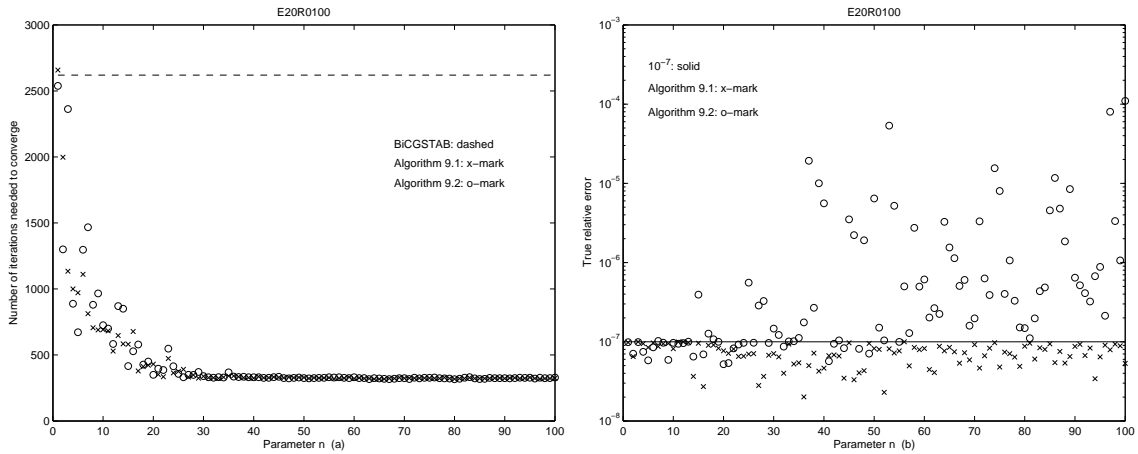 E20R0100
3000
2500
2000
1500
1000
500
0
Number of iterations needed to converge
BiCGSTAB: dashed
Algorithm 9.1: x−mark
Algorithm 9.2: o−mark
0 10 20 30 40 50 60 70 80 90 100
Parameter n (a)
E20R0100
10⁻³
10⁻⁴
10⁻⁵
10⁻⁶
10⁻⁷
10⁻⁸
True relative error
10⁻⁷: solid
Algorithm 9.1: x−mark
Algorithm 9.2: o−mark
0 10 20 30 40 50 60 70 80 90 100
Parameter n (b)